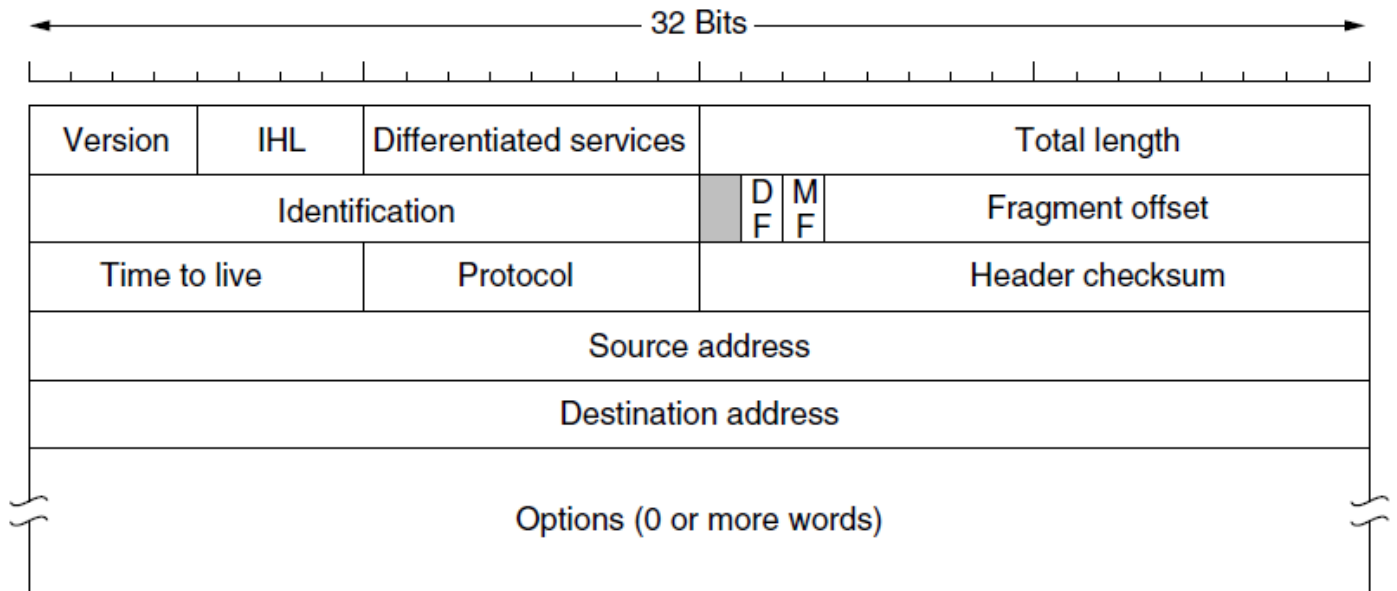 32 Bits
Version IHL Differentiated services Total length
Identification D F M F Fragment offset
Time to live Protocol Header checksum
Source address
Destination address
Options (0 or more words)